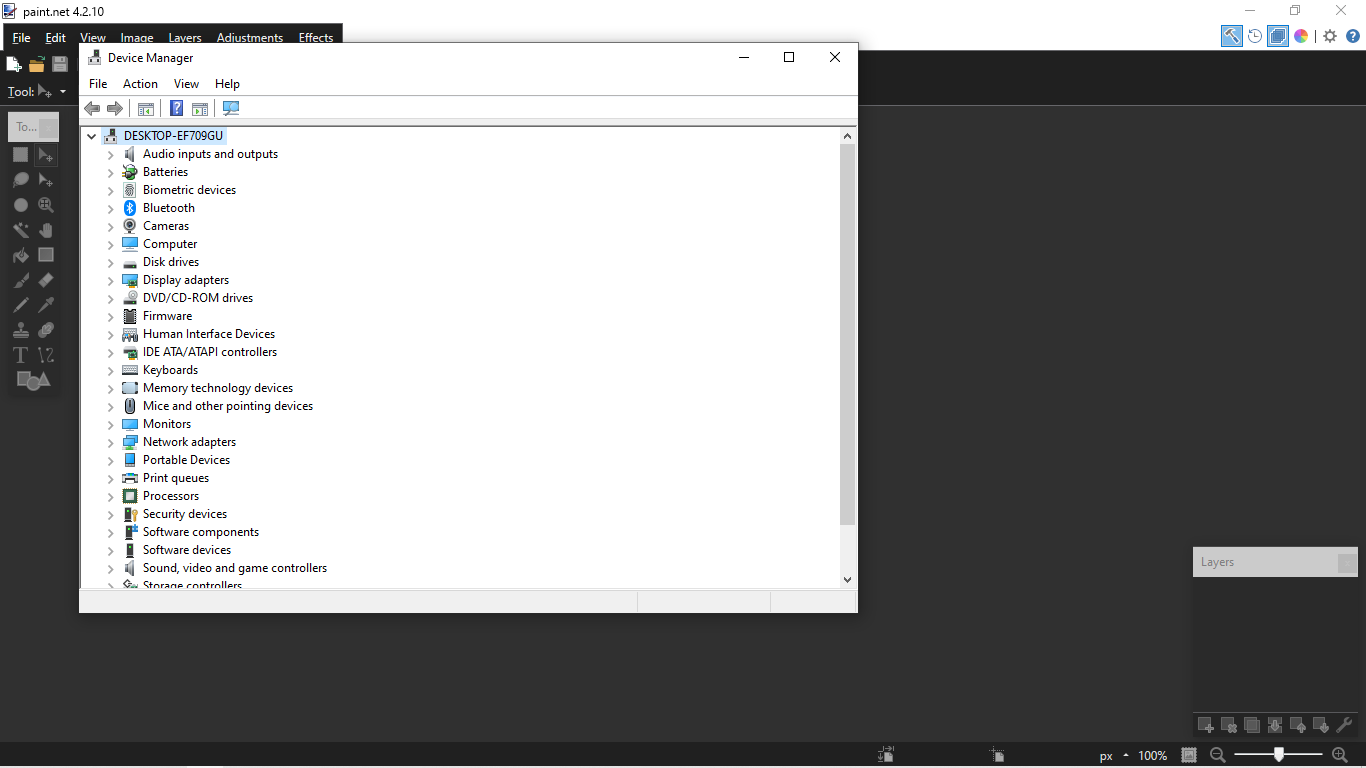 paint.net 4.2.10
File Edit View Image Layers Adjustments Effects
Tool:
To...
Device Manager
File Action View Help
DESKTOP-EF709GU
Audio inputs and outputs
Batteries
Biometric devices
Bluetooth
Cameras
Computer
Disk drives
Display adapters
DVD/CD-ROM drives
Firmware
Human Interface Devices
IDE ATA/ATAPI controllers
Keyboards
Memory technology devices
Mice and other pointing devices
Monitors
Network adapters
Portable Devices
Print queues
Processors
Security devices
Software components
Software devices
Sound, video and game controllers
Storage controllers
Layers
px 100%